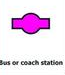 Bus or coach station